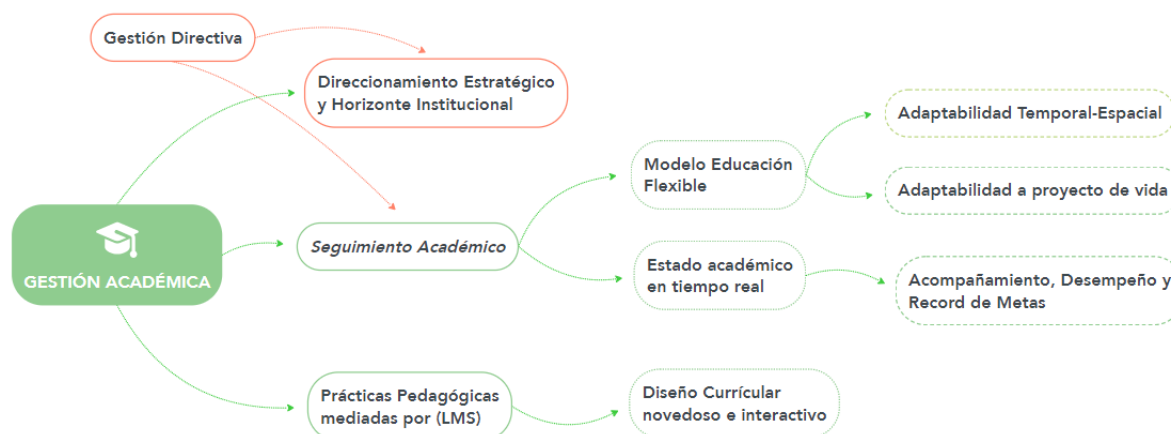 Gestión Directiva
Direccionamiento Estratégico
y Horizonte Institucional
Adaptabilidad Temporal-Espacial
Modelo Educación
Flexible
Adaptabilidad a proyecto de vida
GESTIÓN ACADÉMICA
Seguimiento Académico
Estado académico
en tiempo real
Acompañamiento, Desempeño y
Record de Metas
Prácticas Pedagógicas
mediadas por (LMS)
Diseño Currícular
novedoso e interactivo